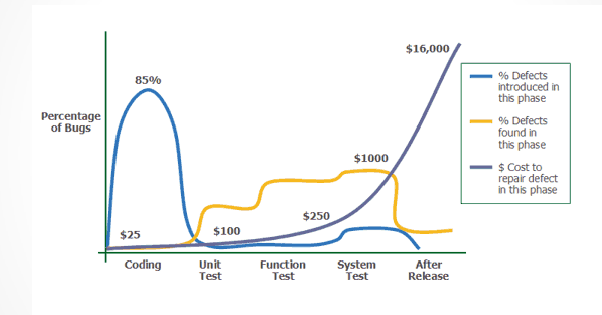 $16,000
85%
Percentage
of Bugs
$1000
$250
$100
$25
Coding
Unit
Test
Function
Test
System
Test
After
Release
% Defects
introduced in
this phase
% Defects
found in
this phase
$ Cost to
repair defect
in this phase